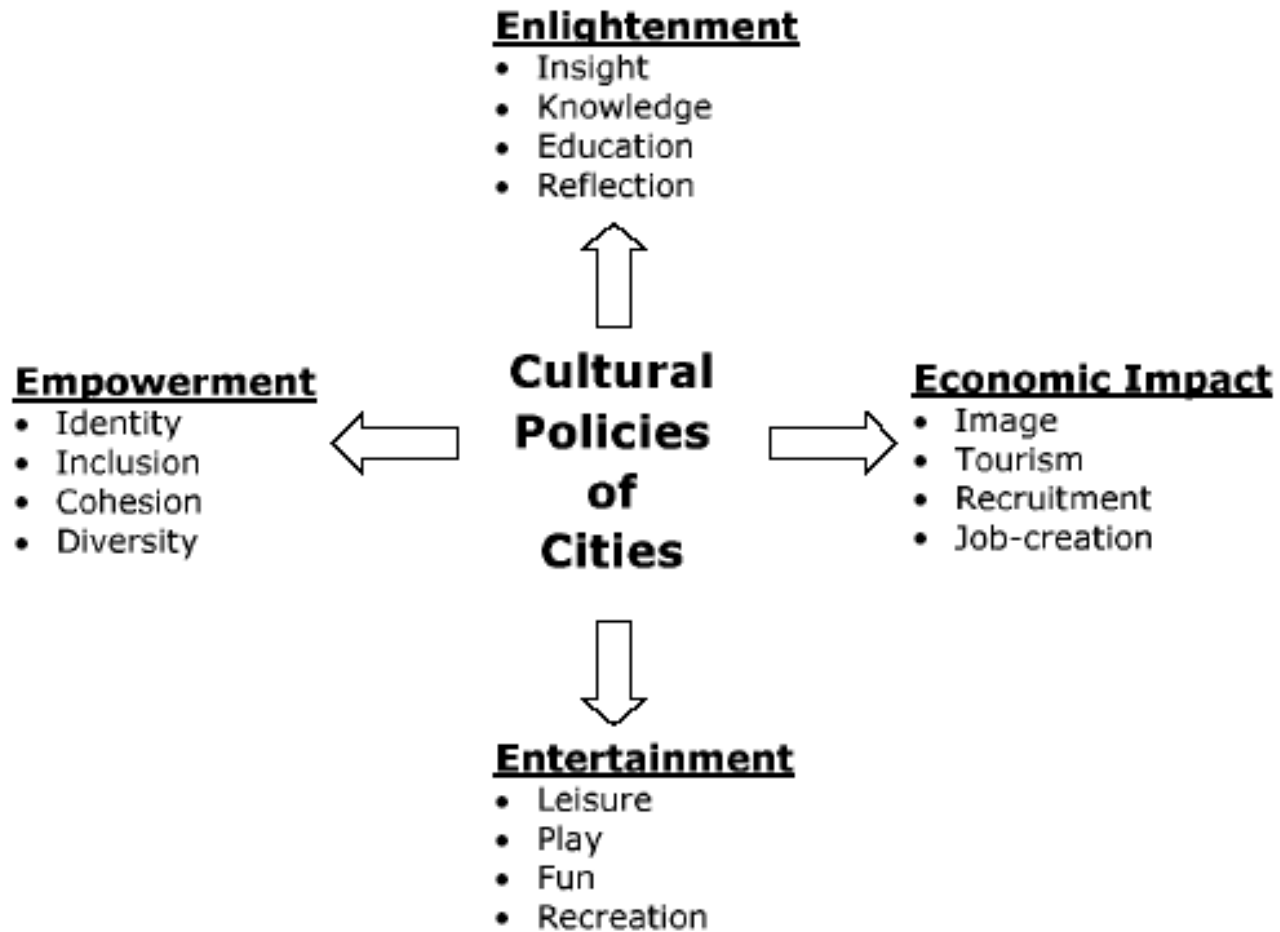 Enlightenment
• Insight
• Knowledge
• Education
• Reflection
Empowerment
• Identity
• Inclusion
• Cohesion
• Diversity
Cultural
Policies
of
Cities
Economic Impact
• Image
• Tourism
• Recruitment
• Job-creation
Entertainment
• Leisure
• Play
• Fun
• Recreation